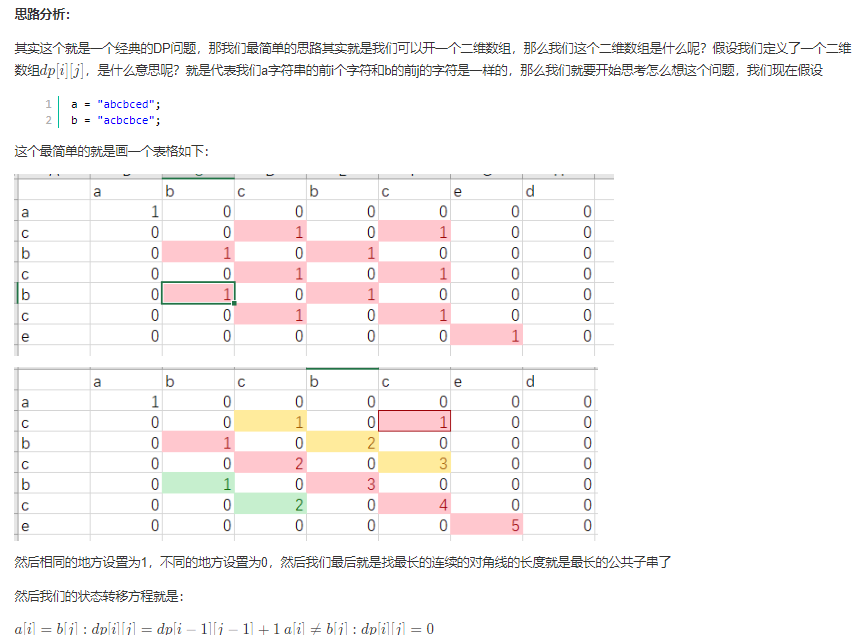 思路分析：
其实这个就是一个经典的DP问题，那我们最简单的思路其实就是我们可以开一个二维数组，那么我们这个二维数组是什么呢？假设我们定义了一个二维
数组dp[i][j]，是什么意思呢？就是代表我们a字符串的前i个字符和b的前j的字符是一样的，那么我们就要开始思考怎么想这个问题，我们现在假设
1 a = "abcbced";
2 b = "acbcbce";
这个最简单的就是画一个表格如下：
a b c b c e d
a 1 0 0 0 0 0 0
c 0 0 1 0 1 0 0
b 0 1 0 1 0 0 0
c 0 0 1 0 1 0 0
b 0 1 0 1 0 0 0
c 0 0 1 0 1 0 0
e 0 0 0 0 0 1 0
a b c b c e d
a 1 0 0 0 0 0 0
c 0 0 1 0 1 0 0
b 0 1 0 2 0 0 0
c 0 0 2 0 3 0 0
b 0 1 0 3 0 0 0
c 0 0 2 0 4 0 0
e 0 0 0 0 0 5 0
然后相同的地方设置为1，不同的地方设置为0，然后我们最后就是找最长的连续的对角线的长度就是最长的公共子串了
然后我们的状态转移方程就是：
a[i] = b[j] : dp[i][j] = dp[i − 1][j − 1] + 1 a[i] ≠ b[j] : dp[i][j] = 0